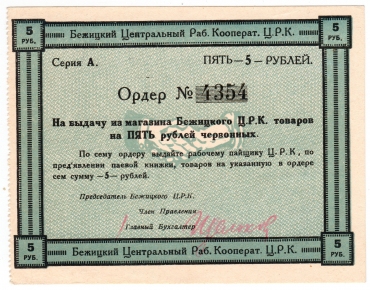 5 РУБ. Бежицкий Центральный Раб. Кооперат. Ц.Р.К. 5 РУБ.
Серия А. ПЯТЬ—5—РУБЛЕЙ.
Ордер № 4354
На выдачу из магазина Бежицкого Ц.Р.К. товаров
на ПЯТЬ рублей червонных.
По сему ордеру выдайте рабочему пайщику Ц.Р.К., по
пред'явлении паевой книжки, товаров на указанную в ордере
сем сумму —5— рублей.
Председатель Бежицкого Ц.Р.К.
Член Правления
Главный Бухгалтер
5 РУБ. Бежицкий Центральный Раб. Кооперат. Ц.Р.К. 5 РУБ.